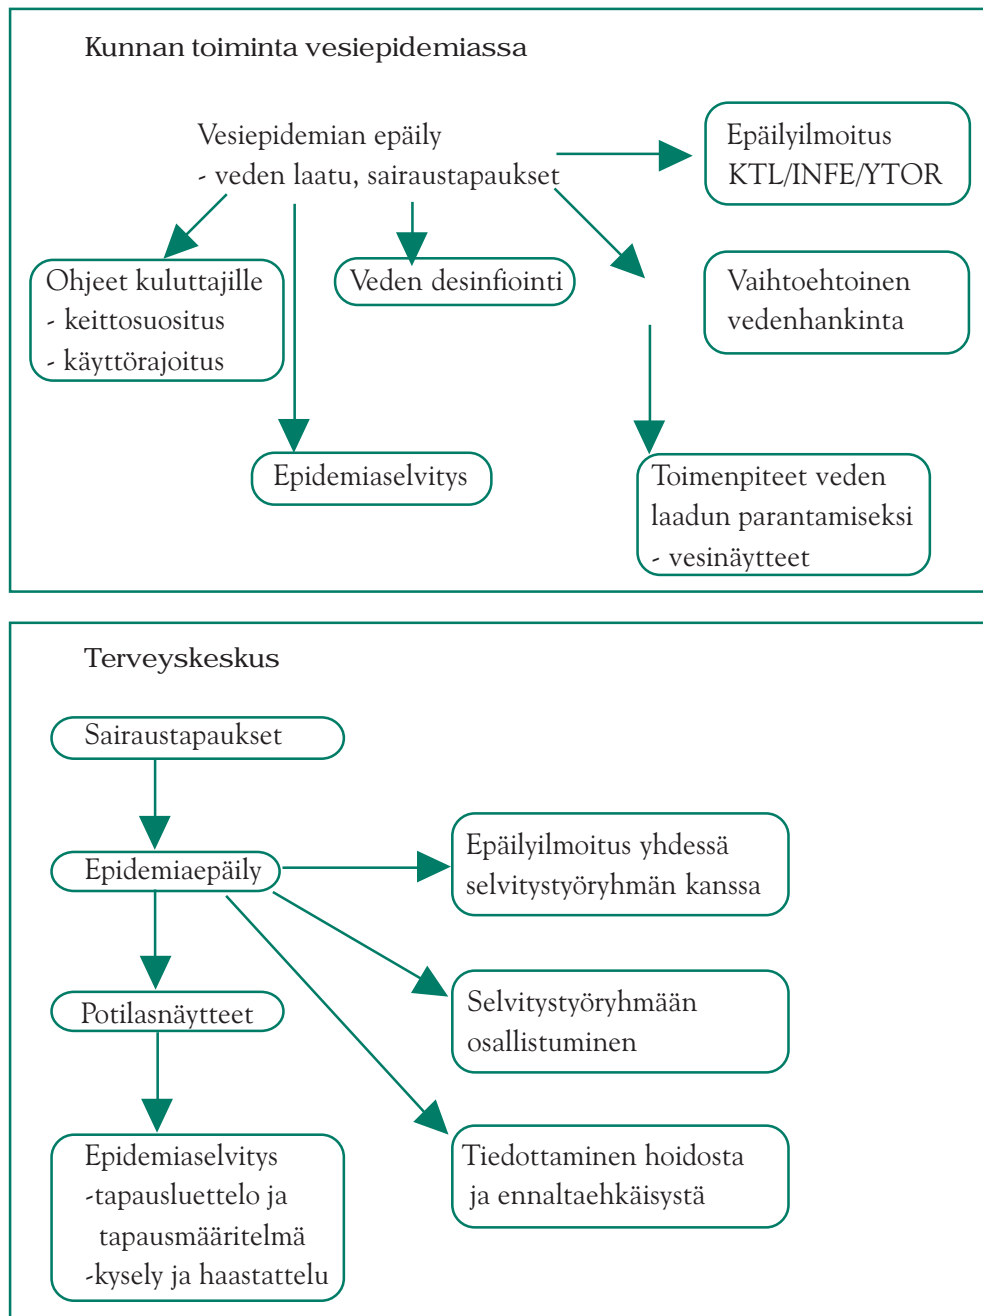 Kunnan toiminta vesiepidemiassa
Vesiepidemian epäily
- veden laatu, sairaustapaukset
Epäilyilmoitus
KTL/INFE/YTOR
Ohjeet kuluttajille
- keittosuositus
- käyttörajoitus
Veden desinfiointi
Vaihtoehtoinen
vedenhankinta
Epidemiaselvitys
Toimenpiteet veden
laadun parantamiseksi
- vesinäytteet
Terveyskeskus
Sairaustapaukset
Epidemiaepäily
Epäilyilmoitus yhdessä
selvitystyöryhmän kanssa
Potilasnäytteet
Selvitystyöryhmään
osallistuminen
Epidemiaselvitys
-tapausluettelo ja
tapausmääritelmä
-kysely ja haastattelu
Tiedottaminen hoidosta
ja ennaltaehkäisystä